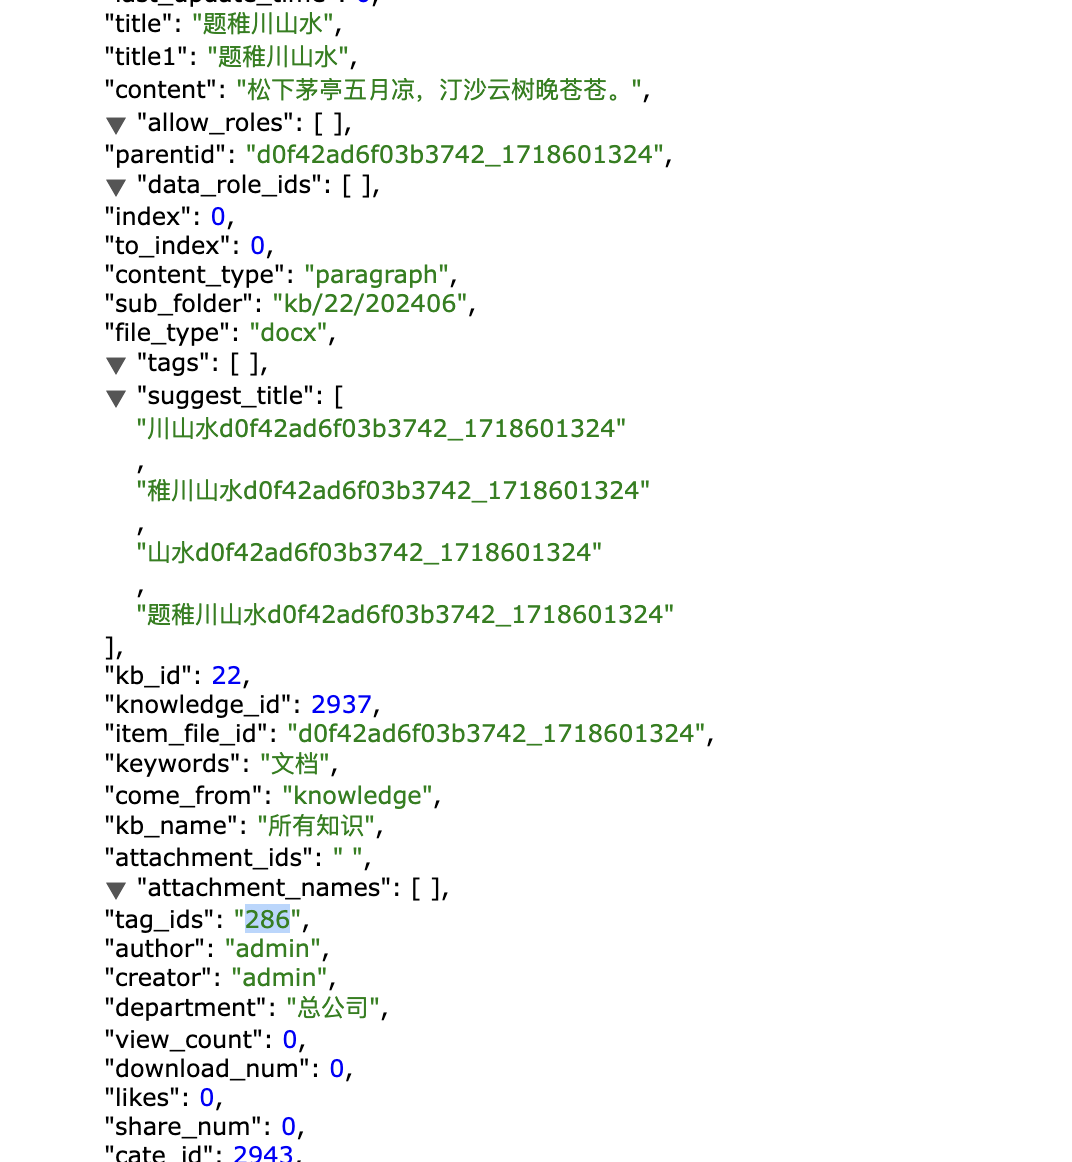 "last_update_time": 0,
"title": "题稚川山水",
"title1": "题稚川山水",
"content": "松下茅亭五月凉，汀沙云树晚苍苍。",
"allow_roles": [ ],
"parentid": "d0f42ad6f03b3742_1718601324",
"data_role_ids": [ ],
"index": 0,
"to_index": 0,
"content_type": "paragraph",
"sub_folder": "kb/22/202406",
"file_type": "docx",
"tags": [ ],
"suggest_title": [
"川山水d0f42ad6f03b3742_1718601324"
,
"稚川山水d0f42ad6f03b3742_1718601324"
,
"山水d0f42ad6f03b3742_1718601324"
,
"题稚川山水d0f42ad6f03b3742_1718601324"
],
"kb_id": 22,
"knowledge_id": 2937,
"item_file_id": "d0f42ad6f03b3742_1718601324",
"keywords": "文档",
"come_from": "knowledge",
"kb_name": "所有知识",
"attachment_ids": " ",
"attachment_names": [ ],
"tag_ids": "286",
"author": "admin",
"creator": "admin",
"department": "总公司",
"view_count": 0,
"download_num": 0,
"likes": 0,
"share_num": 0,
"cate_id": 2943,